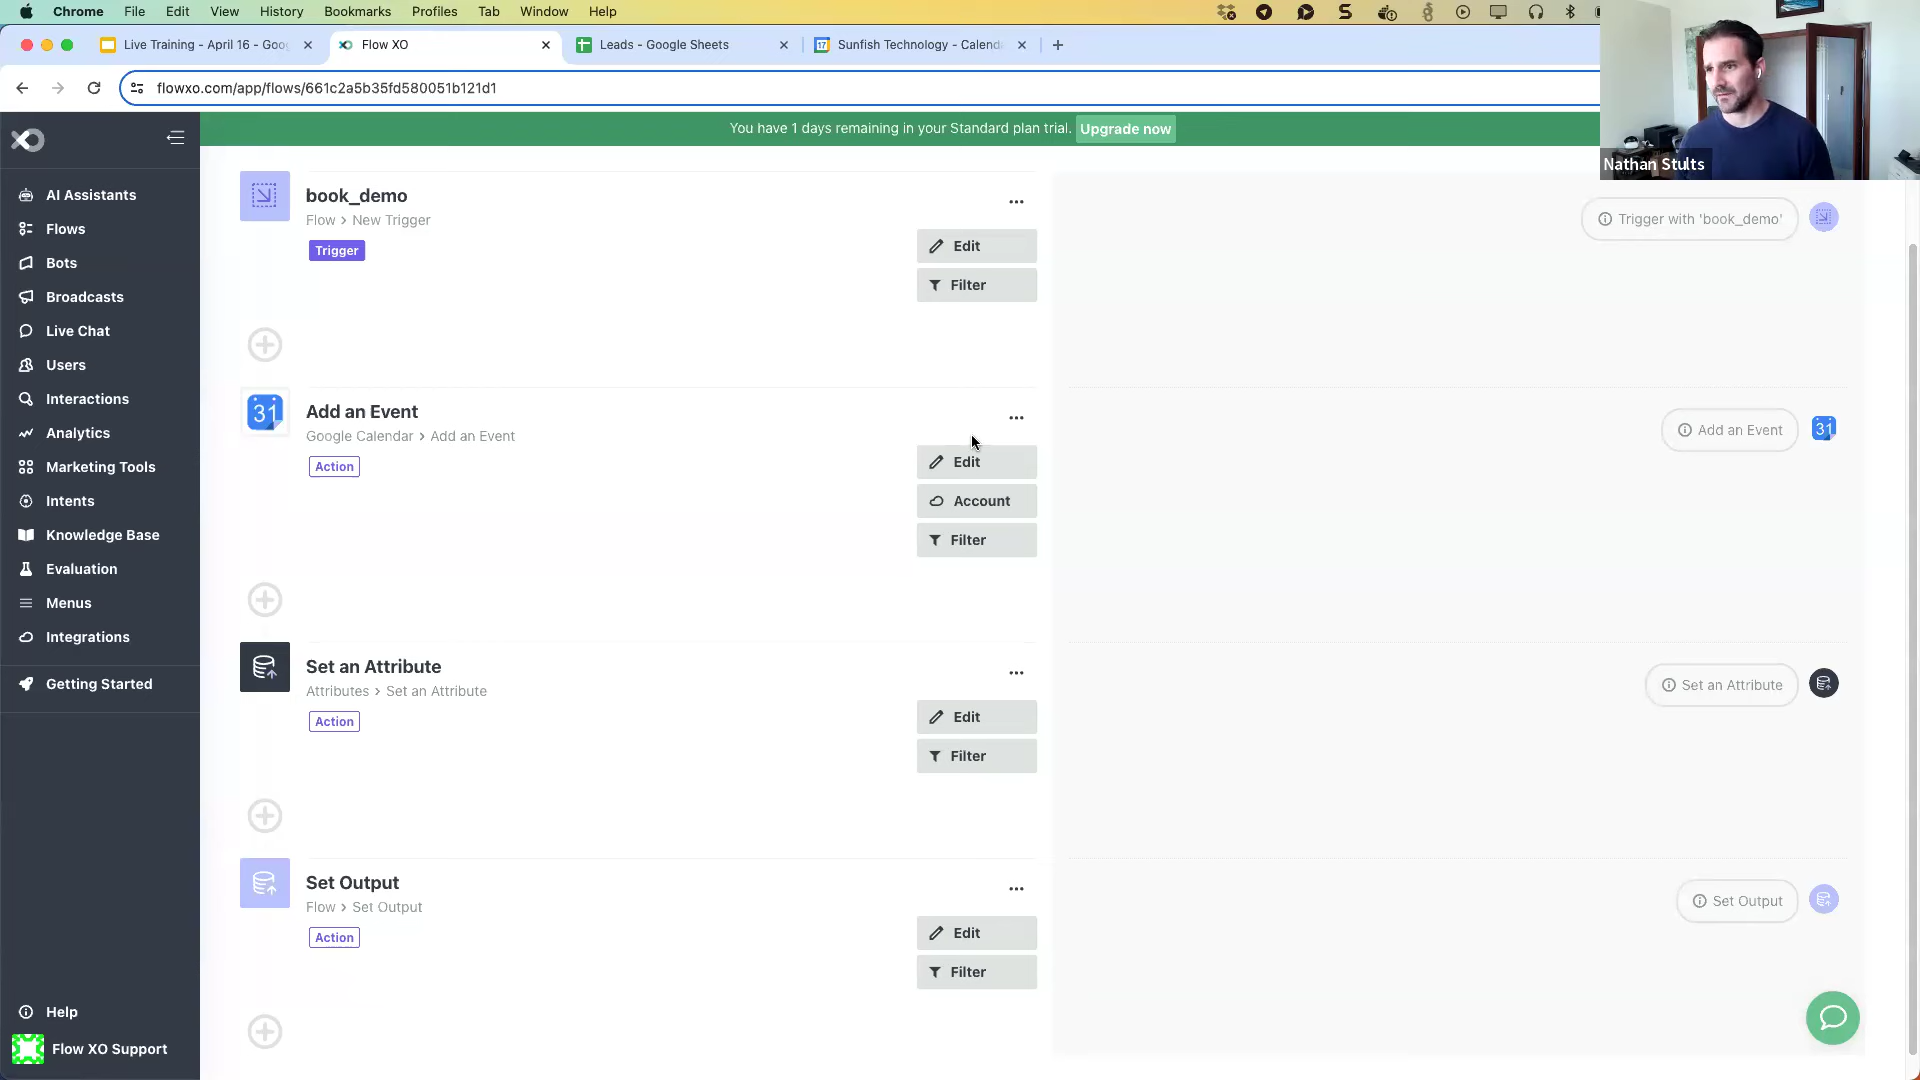 Chrome File Edit View History Bookmarks Profiles Tab Window Help
Live Training - April 16 - Goo
Flow XO
Leads - Google Sheets
17 Sunfish Technology - Calend
flowxo.com/app/flows/661c2a5b35fd580051b121d1
Nathan Stults
XO
You have 1 days remaining in your Standard plan trial. Upgrade now
AI Assistants
Flows
Bots
Broadcasts
Live Chat
Users
Interactions
Analytics
Marketing Tools
Intents
Knowledge Base
Evaluation
Menus
Integrations
Getting Started
Help
Flow XO Support
book_demo
Flow > New Trigger
Trigger
Edit
Filter
Trigger with 'book_demo'
31
Add an Event
Google Calendar > Add an Event
Action
Edit
Account
Filter
Add an Event
31
Set an Attribute
Attributes > Set an Attribute
Action
Edit
Filter
Set an Attribute
Set Output
Flow > Set Output
Action
Edit
Filter
Set Output